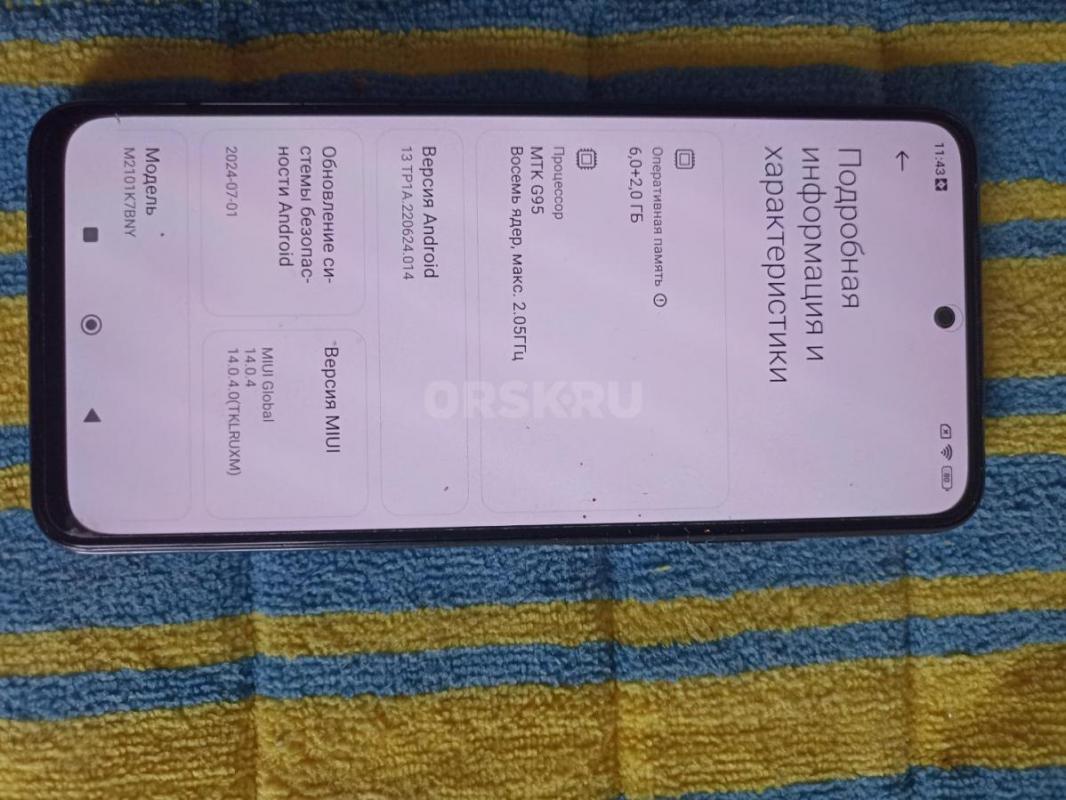 11:43
80
Подробная
информация и
характеристики
Оперативная память
6,0+2,0 ГБ
Процессор
MTK G95
Восемь ядер, макс. 2.05ГГц
Версия Android
13 TP1A.220624.014
Обновление си-
стемы безопас-
ности Android
2024-07-01
Версия MIUI
MIUI Global
14.0.4
14.0.4.0(TKLRUXM)
Модель
M2101K7BNY
ORSK.RU